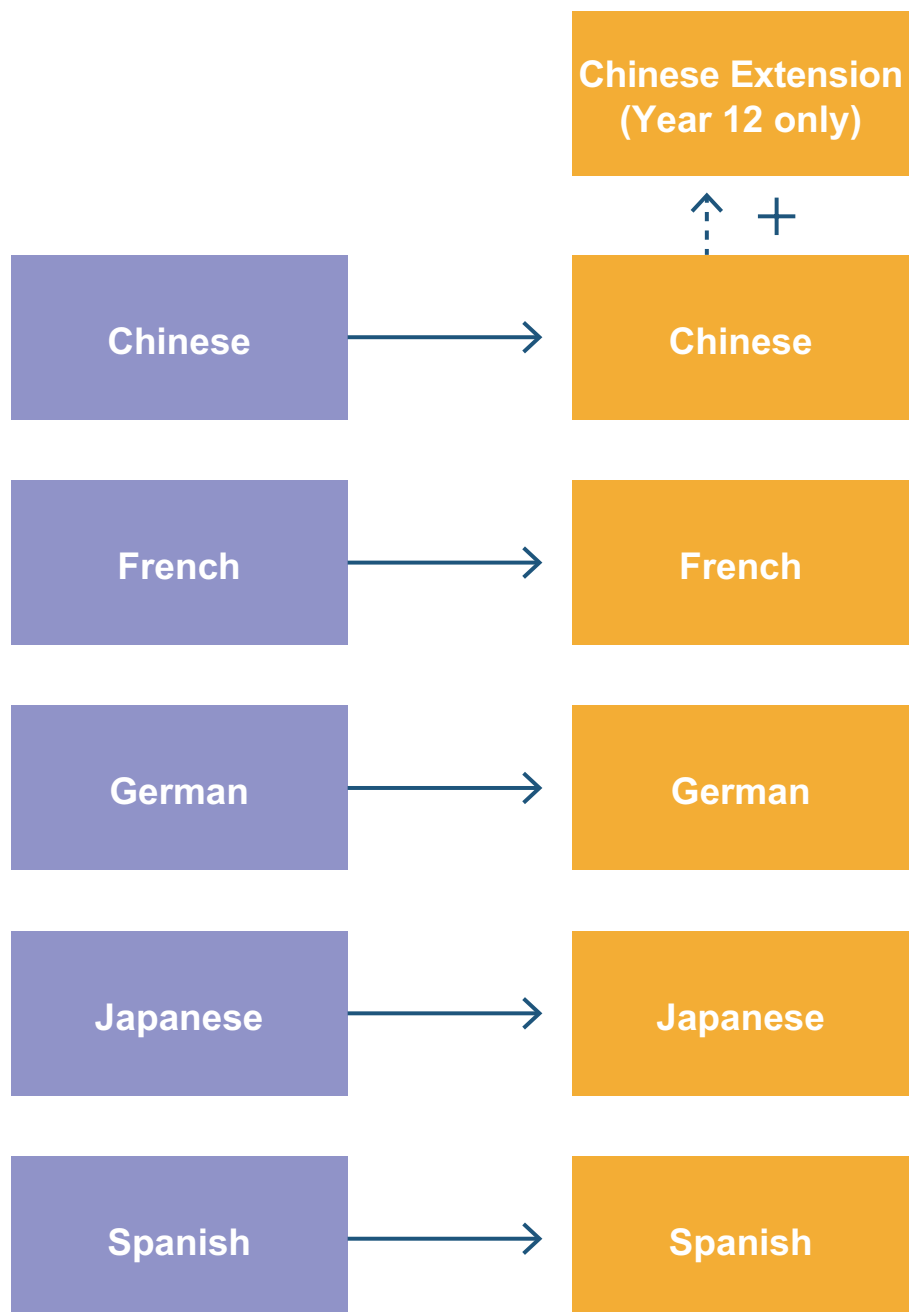 Chinese Extension
(Year 12 only)
+
Chinese
Chinese
French
French
German
German
Japanese
Japanese
Spanish
Spanish